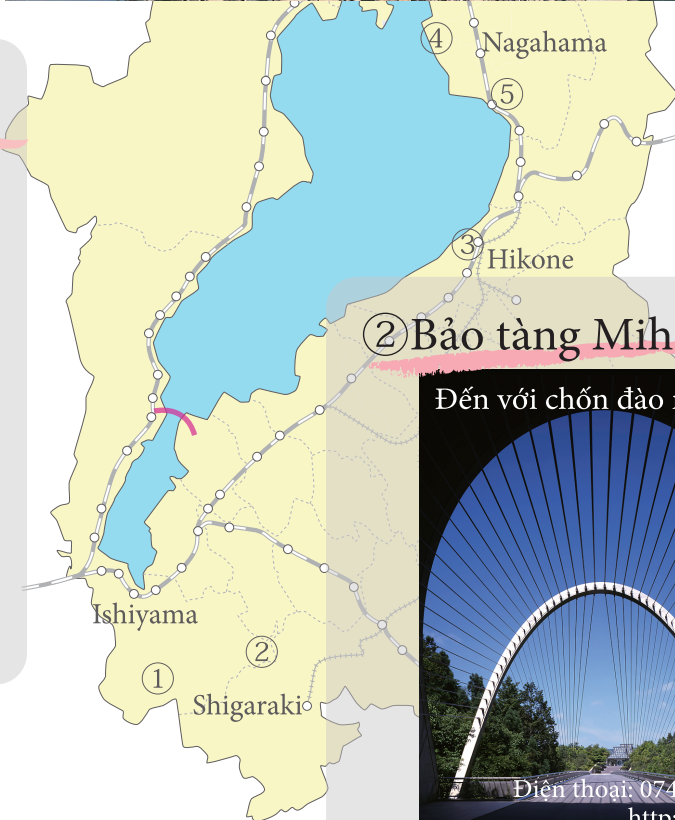 ④
Nagahama
⑤
③
Hikone
②Bảo tàng Mih
Đến với chốn đào
Ishiyama
②
①
Shigaraki
Điện thoại: 074
http